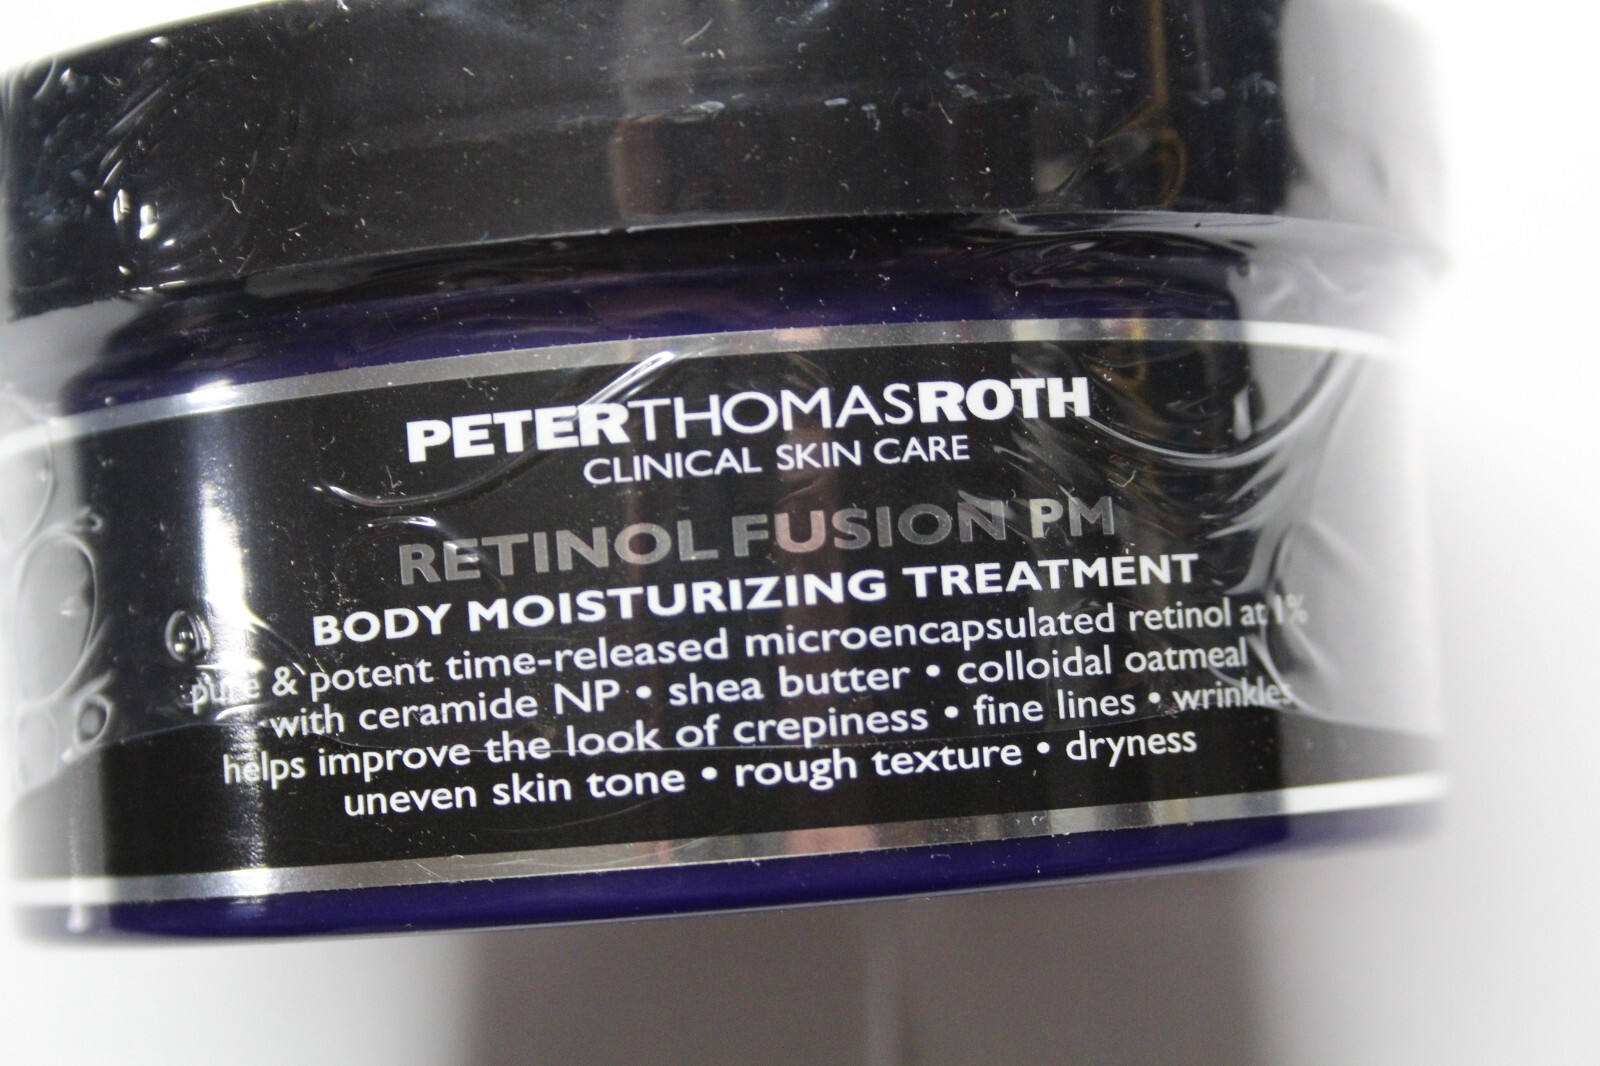 PETERTHOMASROTH
CLINICAL SKIN CARE
RETINOL FUSION PM
BODY MOISTURIZING TREATMENT
pure & potent time-released microencapsulated retinol at 1%
with ceramide NP • shea butter • colloidal oatmeal
helps improve the look of crepiness • fine lines • wrinkles
uneven skin tone • rough texture • dryness